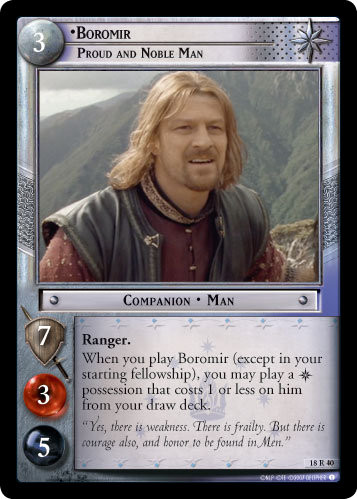 3
•Boromir
Proud and Noble Man
Companion • Man
7
3
5
Ranger.
When you play Boromir (except in your
starting fellowship), you may play a
possession that costs 1 or less on him
from your draw deck.
"Yes, there is weakness. There is frailty. But there is
courage also, and honor to be found in Men."
18 R 40